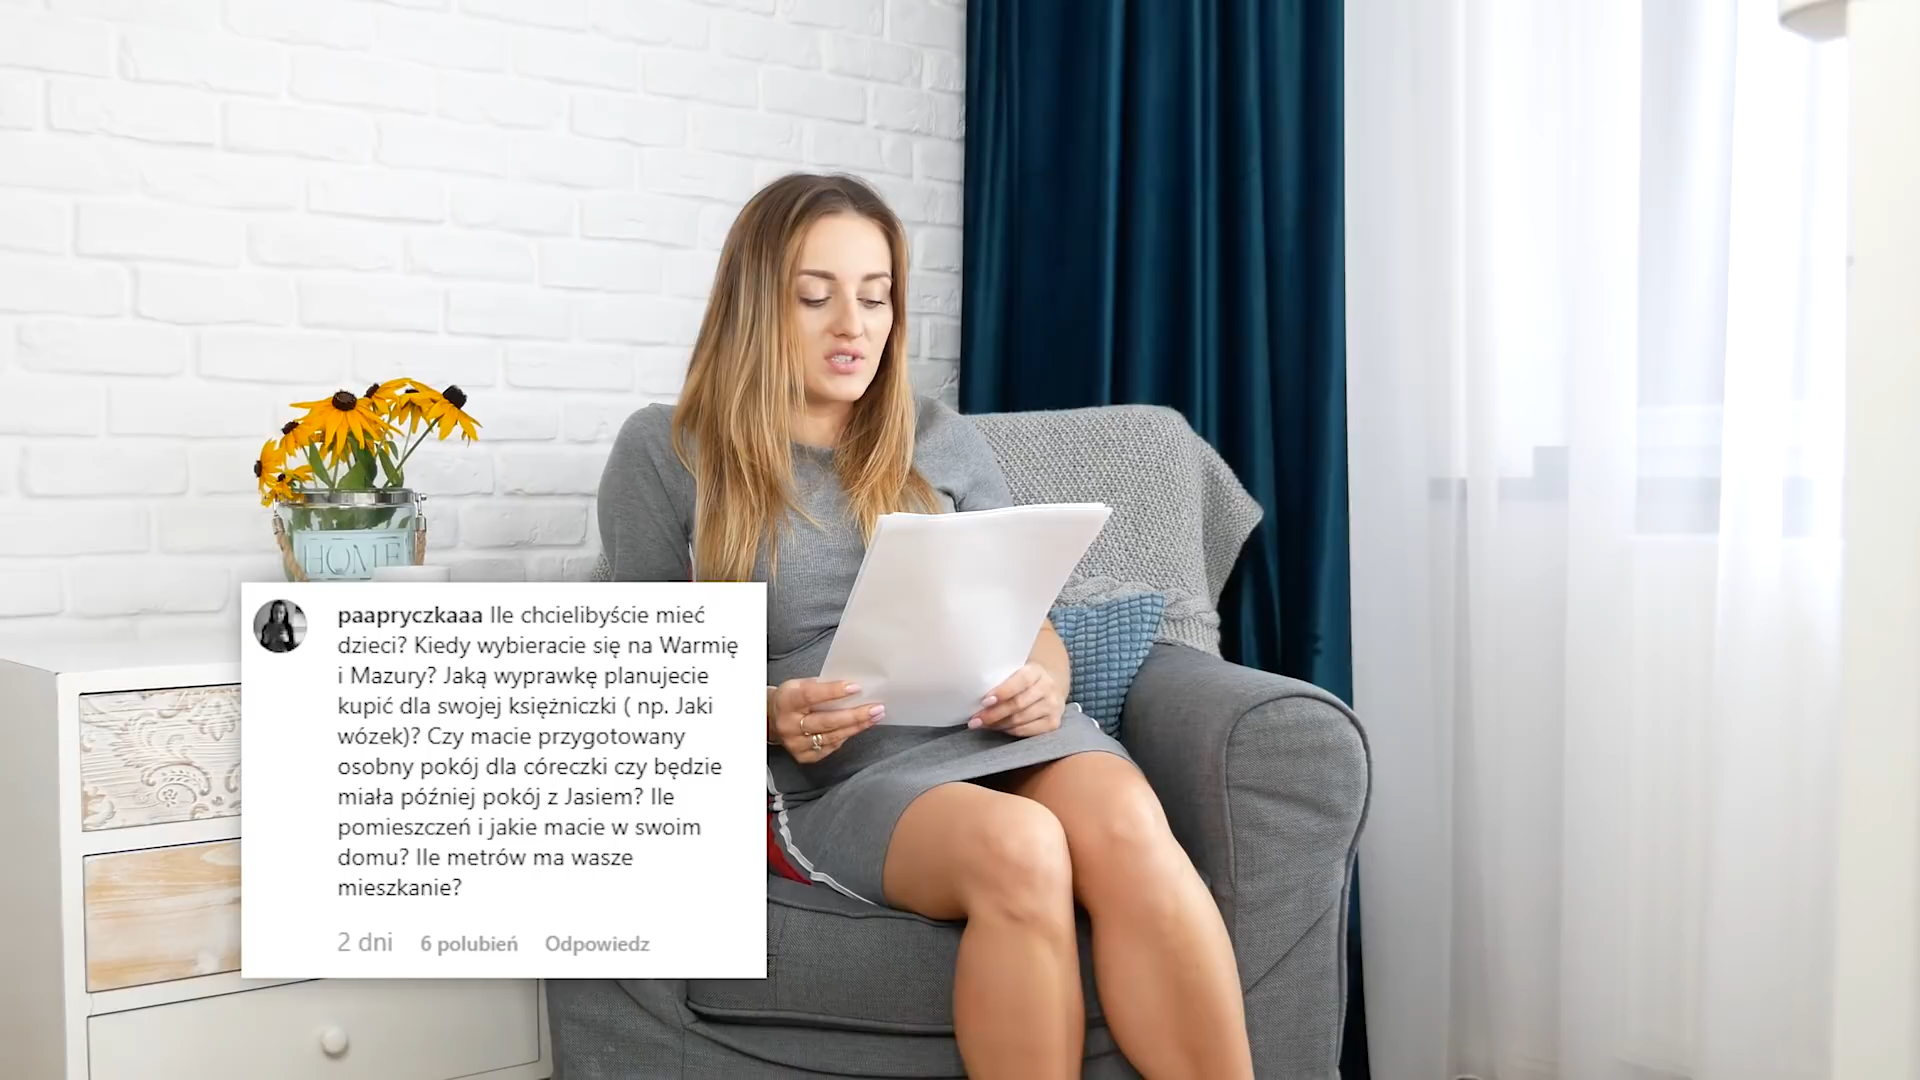 HOME
paapryczkaaa Ile chcielibyście mieć
dzieci? Kiedy wybieracie się na Warmię
i Mazury? Jaką wyprawkę planujecie
kupić dla swojej księżniczki ( np. Jaki
wózek)? Czy macie przygotowany
osobny pokój dla córeczki czy będzie
miała później pokój z Jasiem? Ile
pomieszczeń i jakie macie w swoim
domu? Ile metrów ma wasze
mieszkanie?
2 dni 6 polubień Odpowiedz